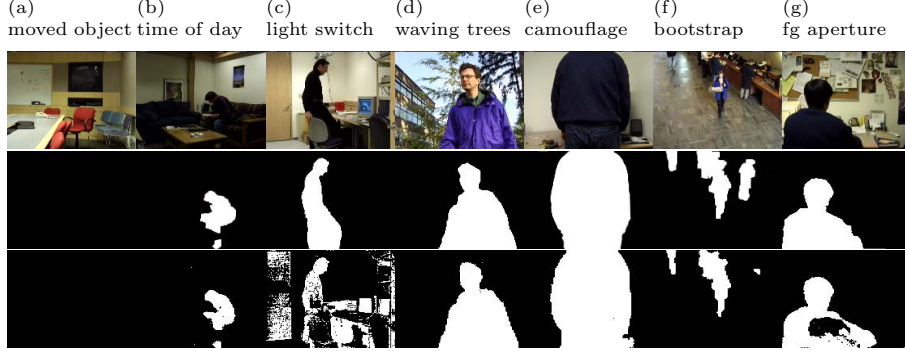 (a) (b) (c) (d) (e) (f) (g)
moved object time of day light switch waving trees camouflage bootstrap fg aperture